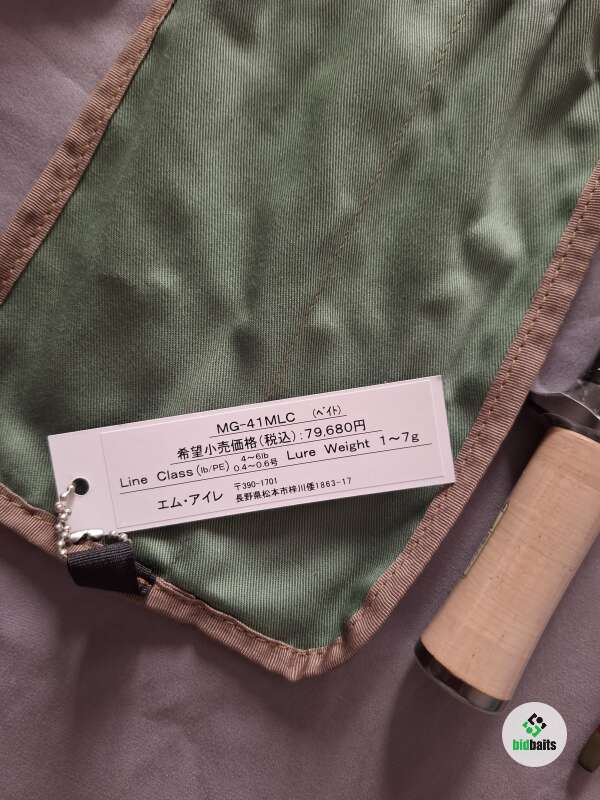 MG-41MLC (ベイト)
希望小売価格(税込):79,680円
Line Class(lb/PE) 4〜6lb 0.4〜0.6号 Lure Weight 1〜7g
エム・アイレ 〒390-1701 長野県松本市梓川倭1863-17
bidbaits